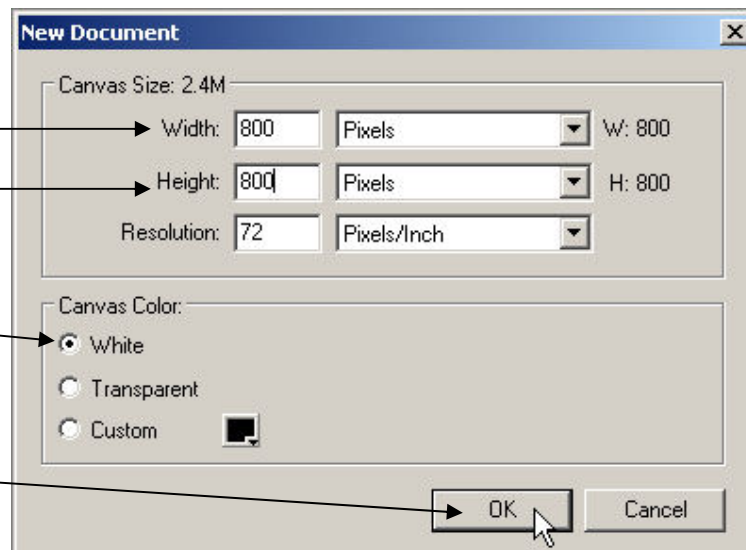 New Document
Canvas Size: 2.4M
Width: 800 Pixels W: 800
Height: 800 Pixels H: 800
Resolution: 72 Pixels/Inch
Canvas Color:
White
Transparent
Custom
OK Cancel